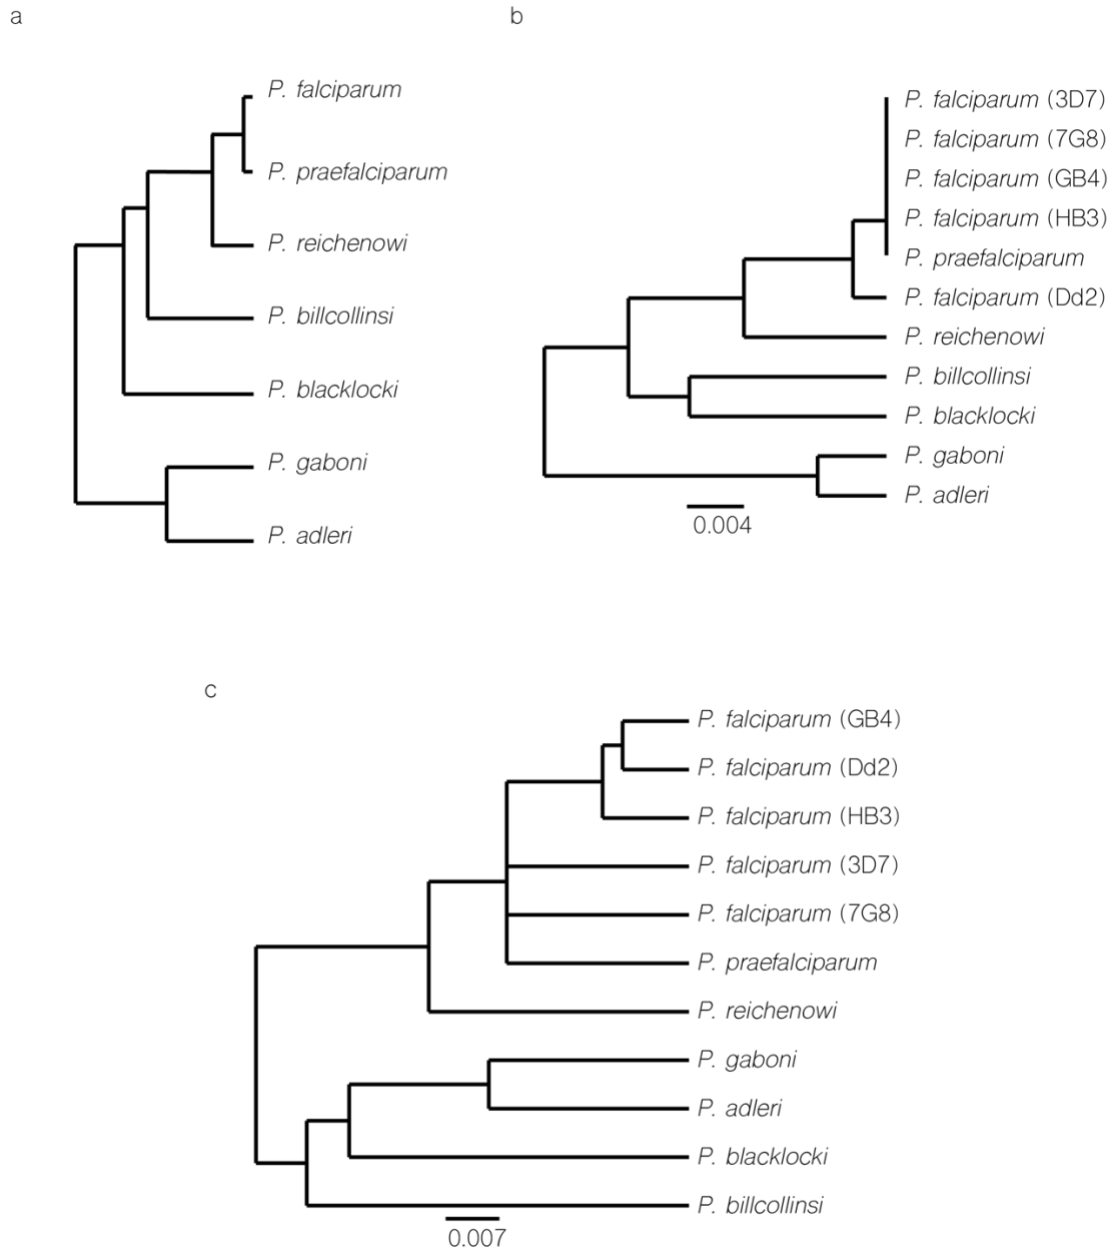 a
P. falciparum
P. praefalciparum
P. reichenowi
P. billcollinsi
P. blacklocki
P. gaboni
P. adleri
b
P. falciparum (3D7)
P. falciparum (7G8)
P. falciparum (GB4)
P. falciparum (HB3)
P. praefalciparum
P. falciparum (Dd2)
P. reichenowi
P. billcollinsi
P. blacklocki
P. gaboni
P. adleri
0.004
c
P. falciparum (GB4)
P. falciparum (Dd2)
P. falciparum (HB3)
P. falciparum (3D7)
P. falciparum (7G8)
P. praefalciparum
P. reichenowi
P. gaboni
P. adleri
P. blacklocki
P. billcollinsi
0.007